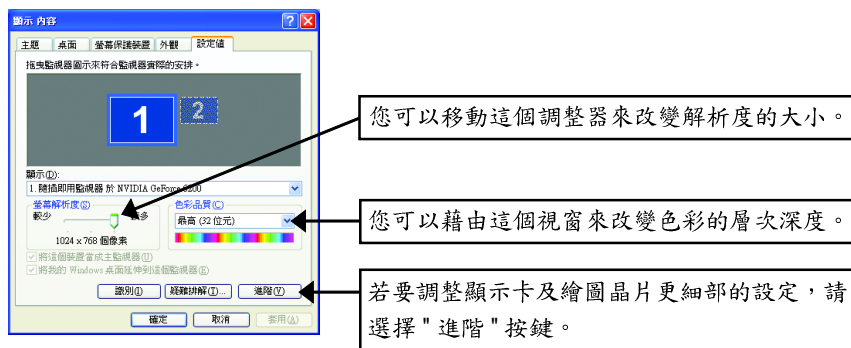 顯示 內容
主題 桌面 螢幕保護裝置 外觀 設定值
拖曳監視器圖示來符合監視器實際的安排。
1 2
您可以移動這個調整器來改變解析度的大小。
顯示(D):
1. 隨插即用監視器 於 NVIDIA GeForce 6200
螢幕解析度(S) 色彩品質(C)
較少 較多 最高 (32 位元)
您可以藉由這個視窗來改變色彩的層次深度。
1024 x 768 個像素
將這個裝置當成主監視器(U)
將我的 Windows 桌面延伸到這個監視器(E)
識別(I) 疑難排解(T)... 進階(V)
若要調整顯示卡及繪圖晶片更細部的設定，請
選擇 " 進階 " 按鍵。
確定 取消 套用(A)